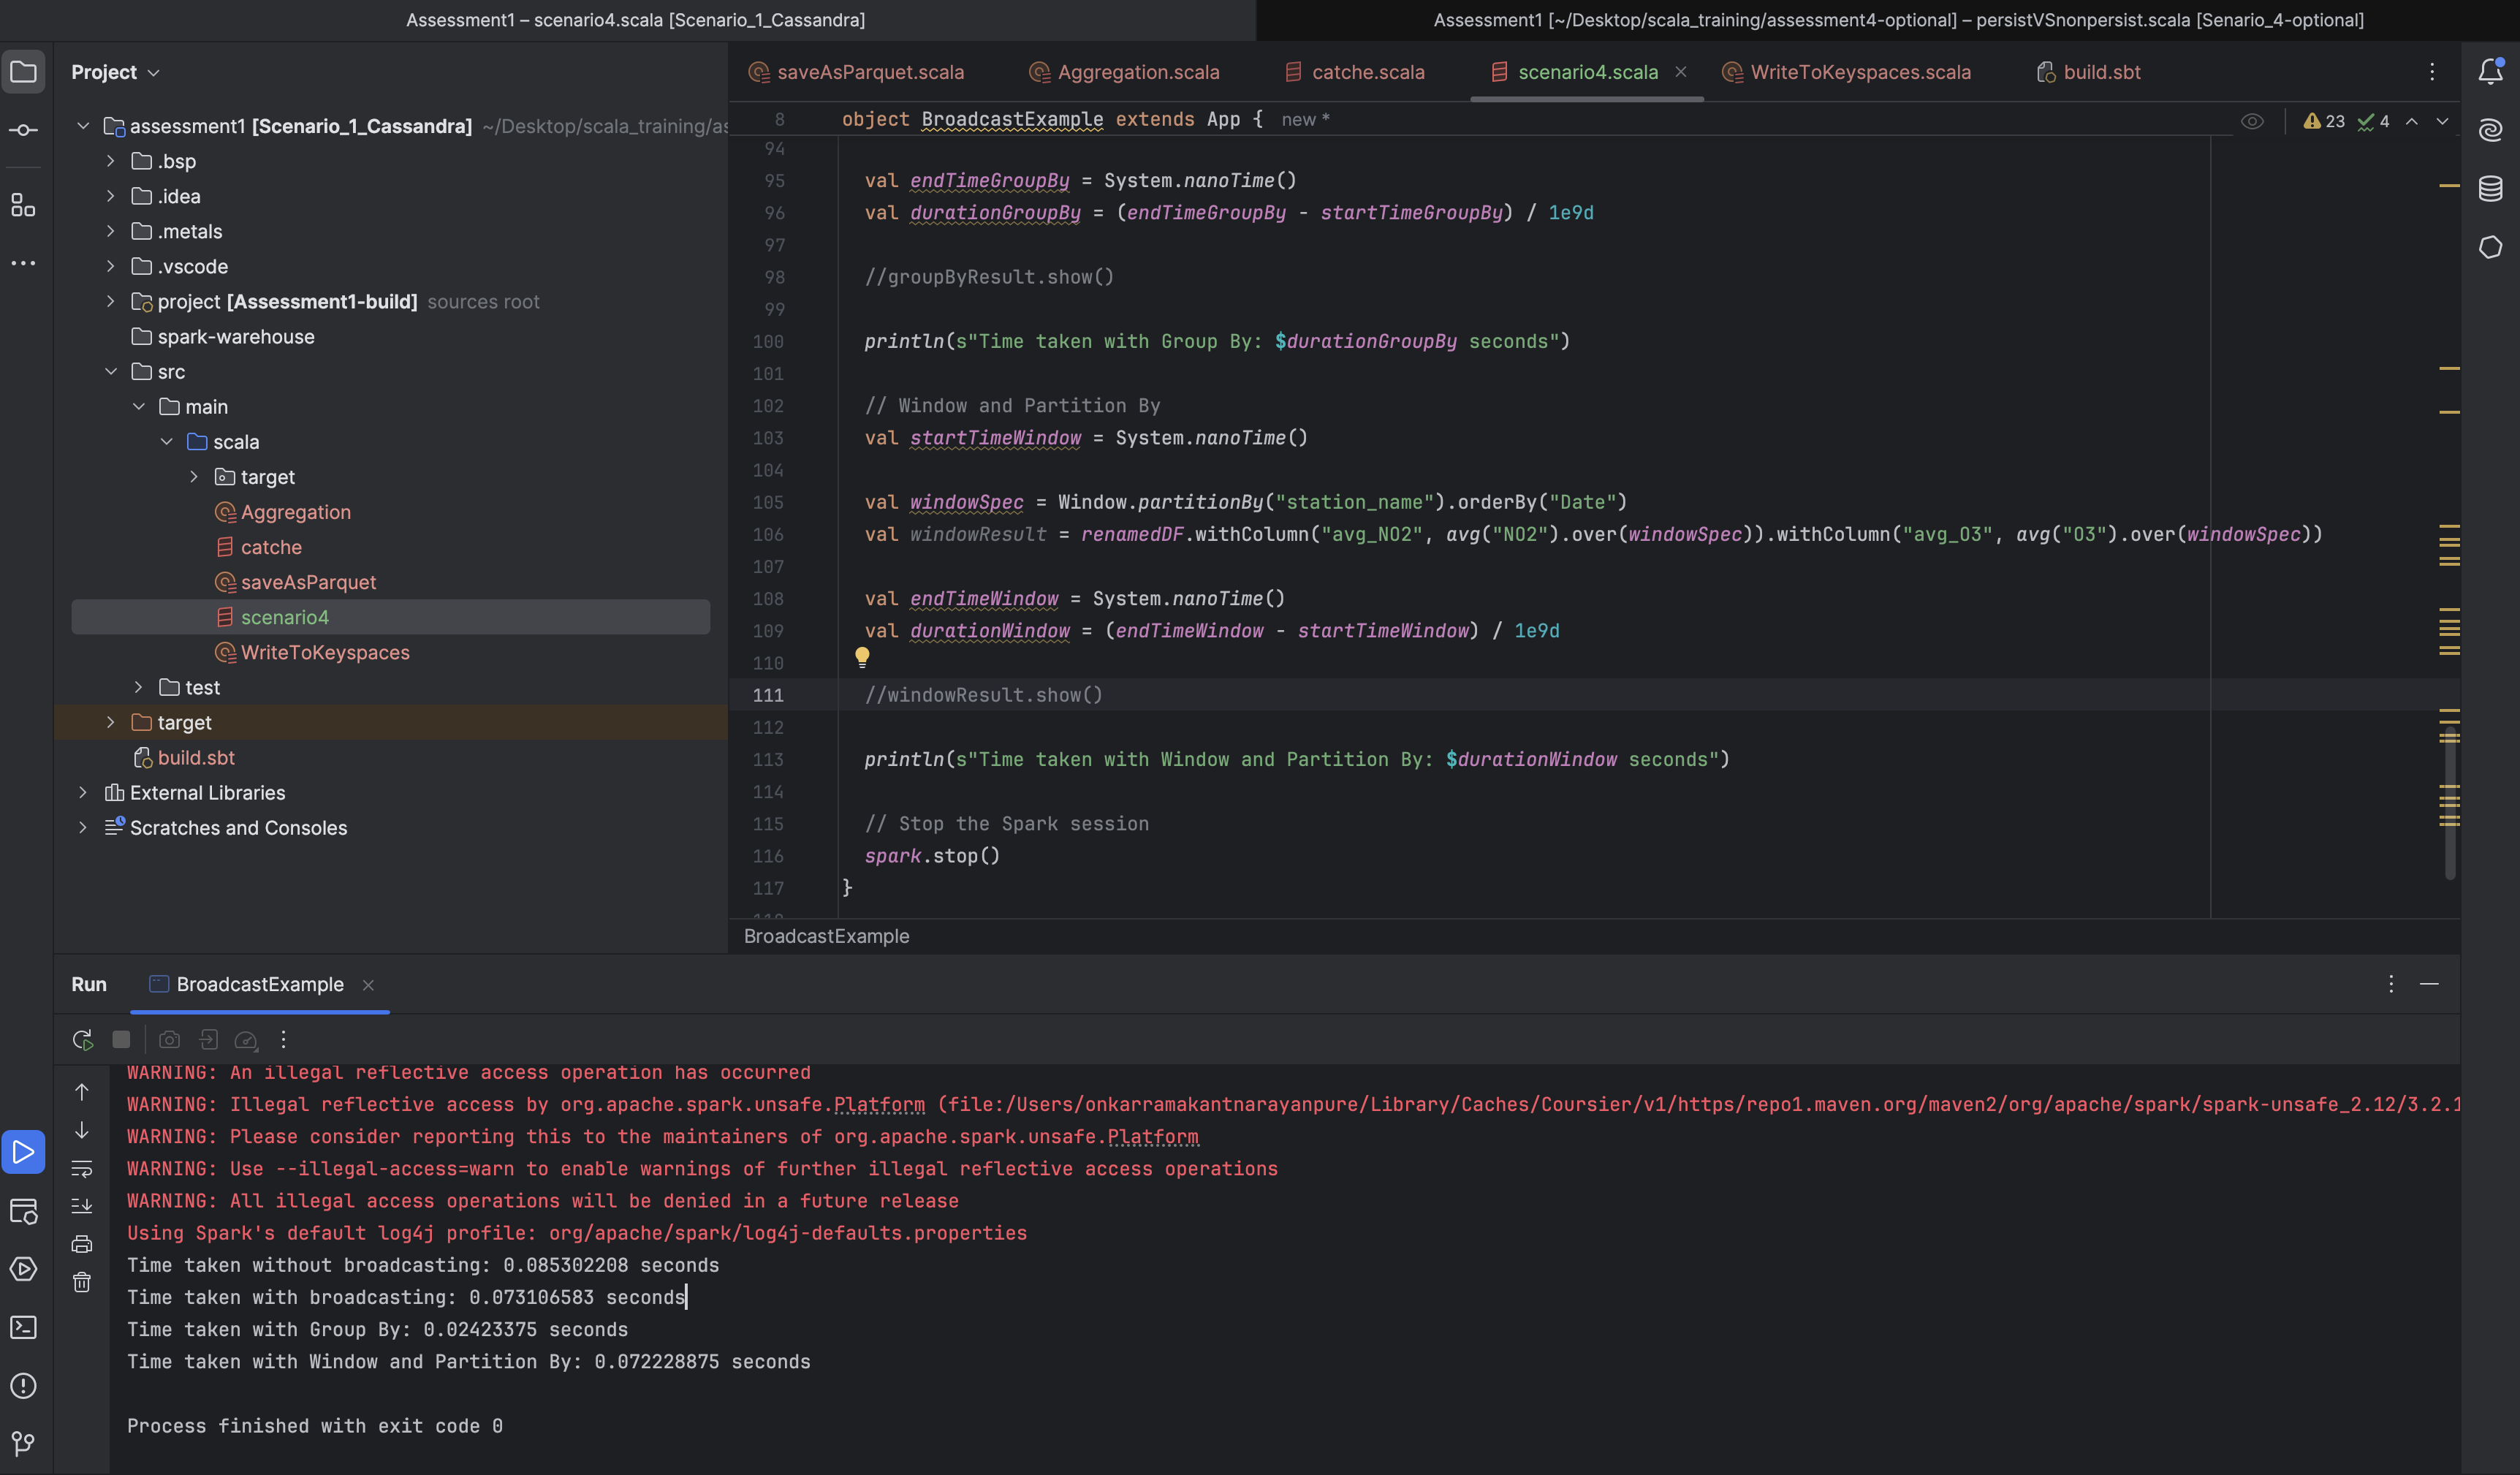 Assessment1 – scenario4.scala [Scenario_1_Cassandra]
Assessment1 [~/Desktop/scala_training/assessment4-optional] – persistVSnonpersist.scala [Senario_4-optional]
Project
assessment1 [Scenario_1_Cassandra] ~/Desktop/scala_training/as
.bsp
.idea
.metals
.vscode
project [Assessment1-build] sources root
spark-warehouse
src
main
scala
target
Aggregation
catche
saveAsParquet
scenario4
WriteToKeyspaces
test
target
build.sbt
External Libraries
Scratches and Consoles
saveAsParquet.scala
Aggregation.scala
catche.scala
scenario4.scala
WriteToKeyspaces.scala
build.sbt
8 object BroadcastExample extends App { new *
23 4
94
95 val endTimeGroupBy = System.nanoTime()
96 val durationGroupBy = (endTimeGroupBy - startTimeGroupBy) / 1e9d
97
98 //groupByResult.show()
99
100 println(s"Time taken with Group By: $durationGroupBy seconds")
101
102 // Window and Partition By
103 val startTimeWindow = System.nanoTime()
104
105 val windowSpec = Window.partitionBy("station_name").orderBy("Date")
106 val windowResult = renamedDF.withColumn("avg_NO2", avg("NO2").over(windowSpec)).withColumn("avg_O3", avg("O3").over(windowSpec))
107
108 val endTimeWindow = System.nanoTime()
109 val durationWindow = (endTimeWindow - startTimeWindow) / 1e9d
110
111 //windowResult.show()
112
113 println(s"Time taken with Window and Partition By: $durationWindow seconds")
114
115 // Stop the Spark session
116 spark.stop()
117 }
BroadcastExample
Run BroadcastExample
WARNING: An illegal reflective access operation has occurred
WARNING: Illegal reflective access by org.apache.spark.unsafe.Platform (file:/Users/onkarramakantnarayanpure/Library/Caches/Coursier/v1/https/repo1.maven.org/maven2/org/apache/spark/spark-unsafe_2.12/3.2.1
WARNING: Please consider reporting this to the maintainers of org.apache.spark.unsafe.Platform
WARNING: Use --illegal-access=warn to enable warnings of further illegal reflective access operations
WARNING: All illegal access operations will be denied in a future release
Using Spark's default log4j profile: org/apache/spark/log4j-defaults.properties
Time taken without broadcasting: 0.085302208 seconds
Time taken with broadcasting: 0.073106583 seconds
Time taken with Group By: 0.02423375 seconds
Time taken with Window and Partition By: 0.072228875 seconds
Process finished with exit code 0